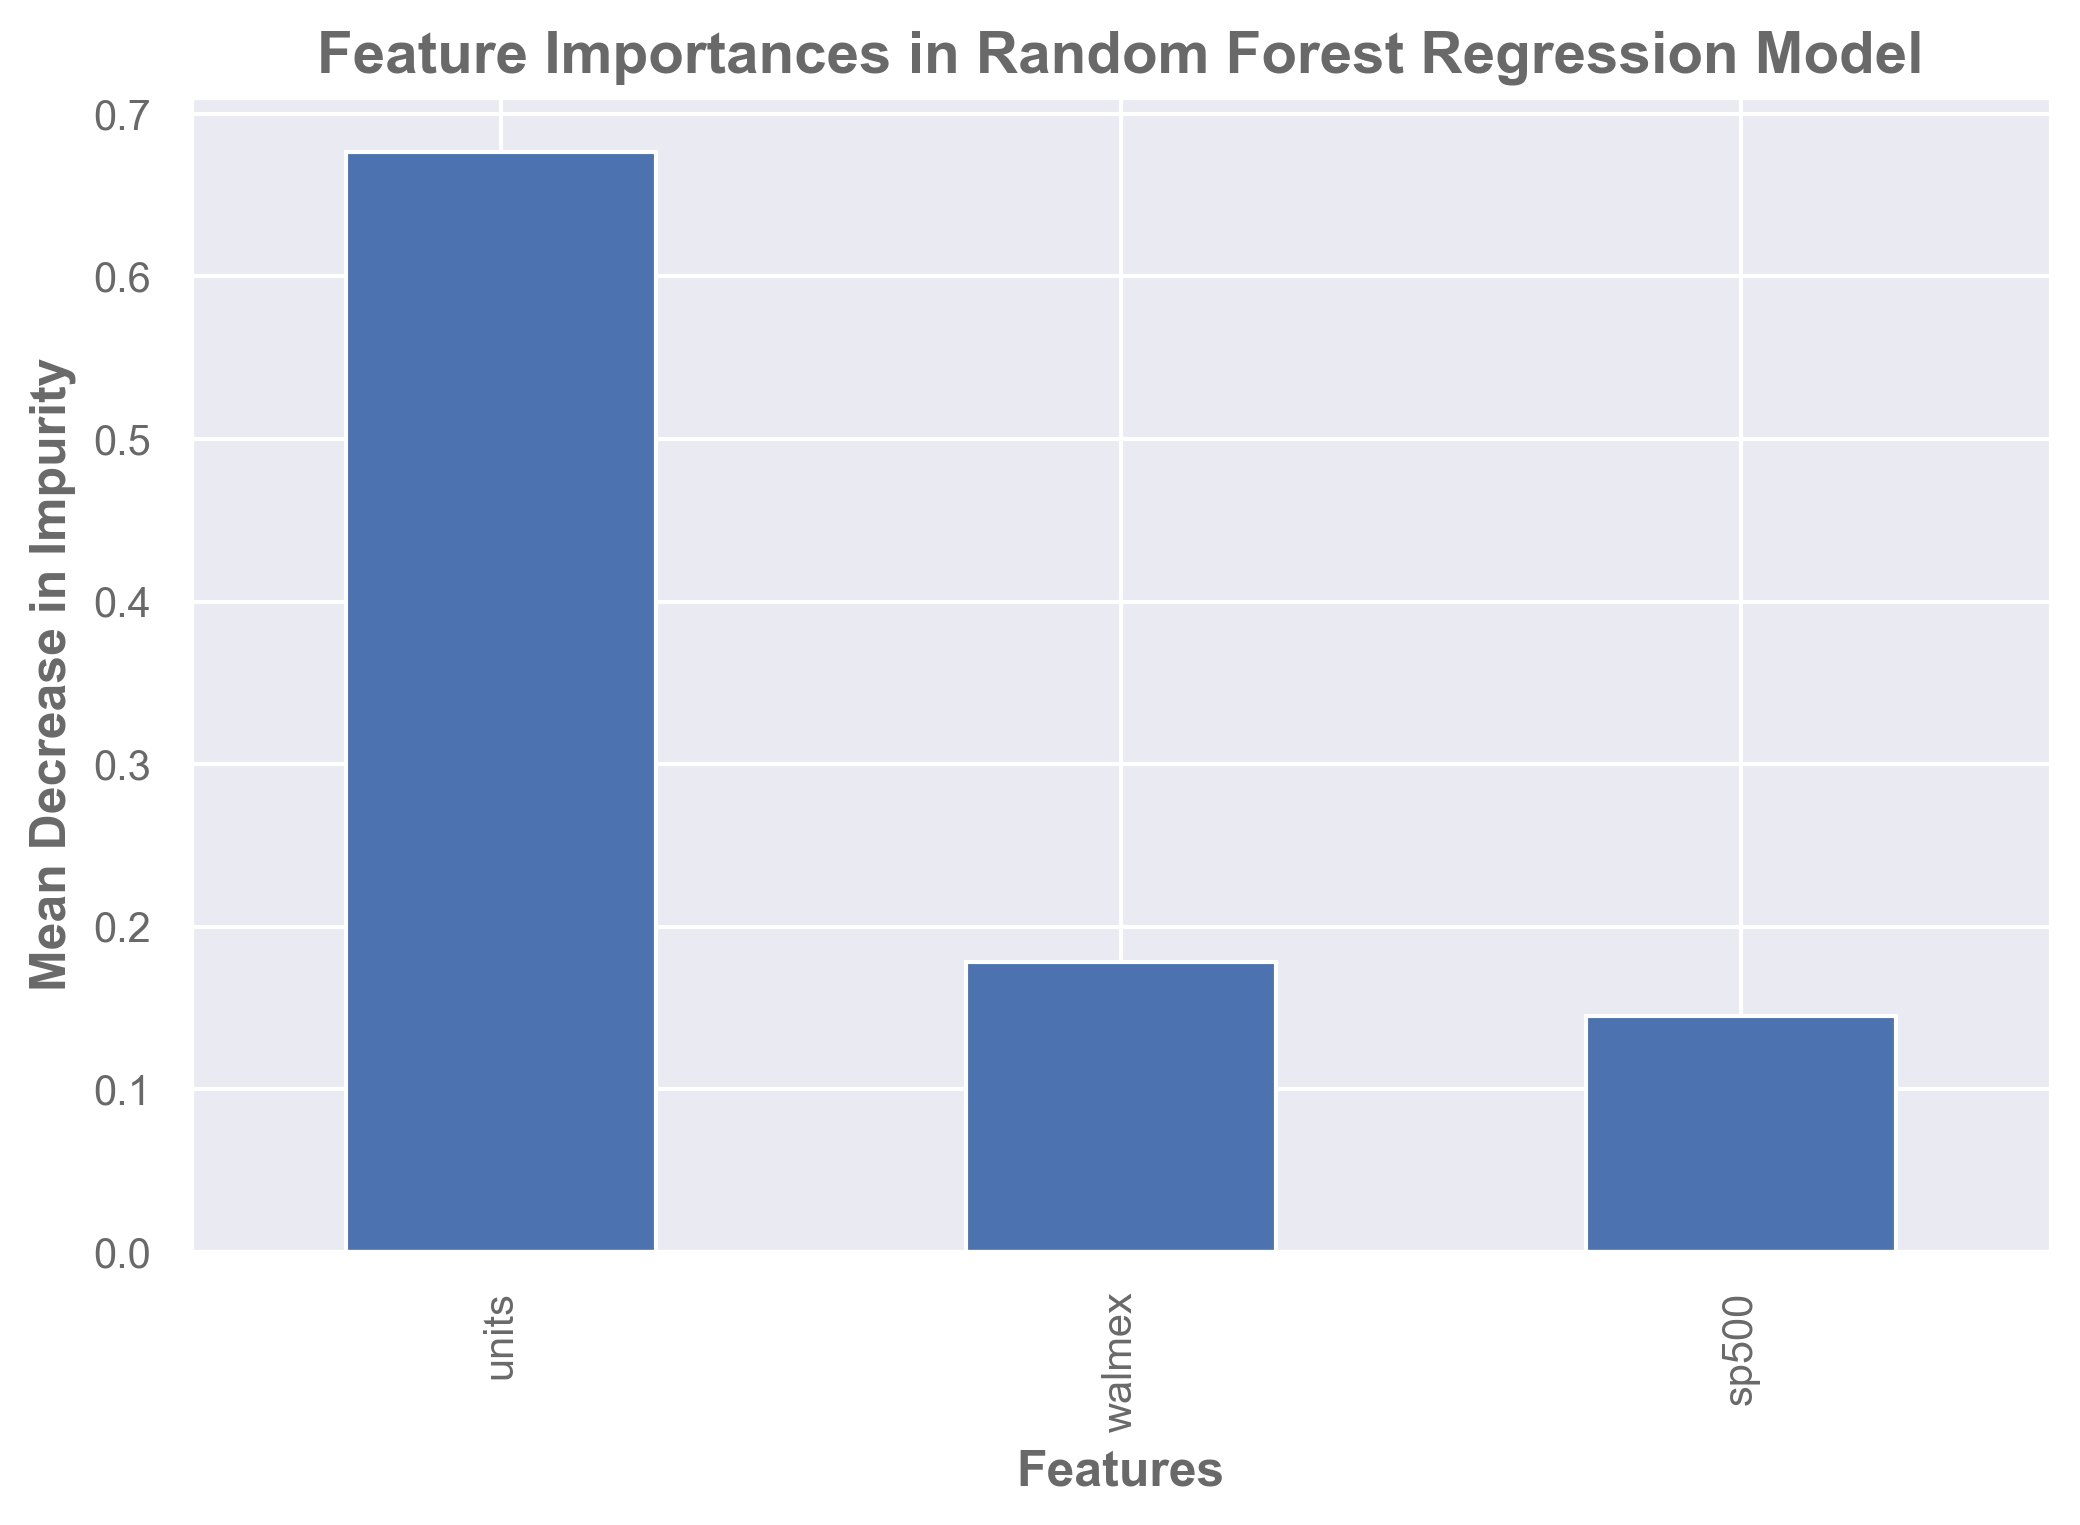 Feature Importances in Random Forest Regression Model
Mean Decrease in Impurity
0.7
0.6
0.5
0.4
0.3
0.2
0.1
0.0
units
walmex
sp500
Features